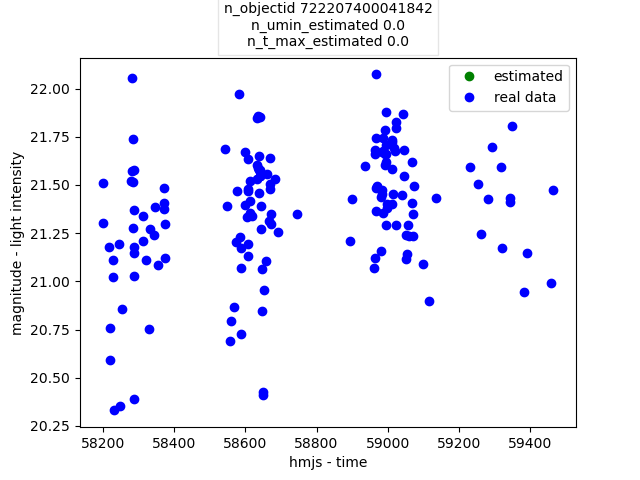 n_objectid 722207400041842
n_umin_estimated 0.0
n_t_max_estimated 0.0
estimated
real data
22.00
21.75
21.50
21.25
21.00
20.75
20.50
20.25
magnitude - light intensity
58200 58400 58600 58800 59000 59200 59400
hmjs - time